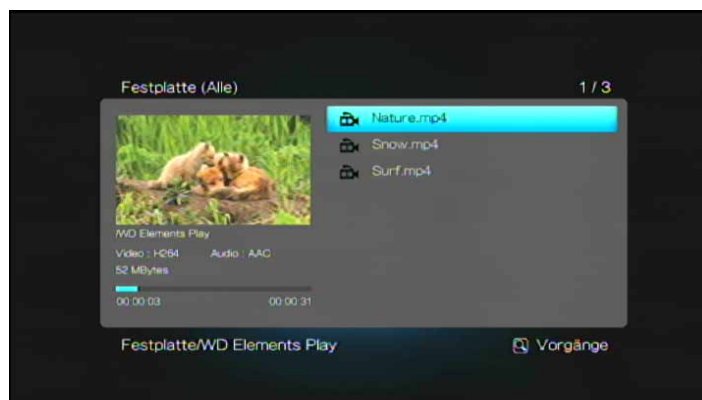 Festplatte (Alle)
1 / 3
Nature.mp4
Snow.mp4
Surf.mp4
/WD Elements Play
Video : H264 Audio : AAC
52 MBytes
00:00:03 00:00:31
Festplatte/WD Elements Play
Vorgänge